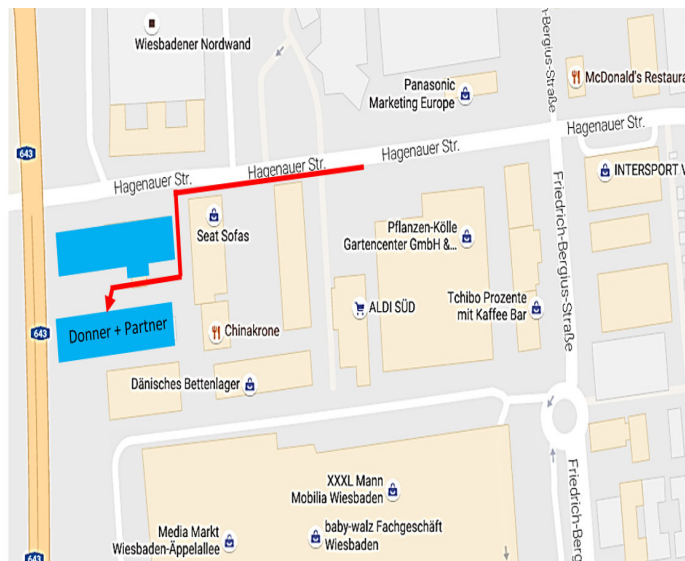 Wiesbadener Nordwand
Panasonic
Marketing Europe
McDonald's Restaura
Friedrich-Bergius-Straße
643
Hagenauer Str.
Hagenauer Str.
Hagenauer Str.
Hagenauer Str.
INTERSPORT V
Seat Sofas
Pflanzen-Kölle
Gartencenter GmbH &...
Friedrich-Bergius-Straße
643
Donner + Partner
Chinakrone
ALDI SÜD
Tchibo Prozente
mit Kaffee Bar
Dänisches Bettenlager
XXXL Mann
Mobilia Wiesbaden
Media Markt
Wiesbaden-Äppelallee
baby-walz Fachgeschäft
Wiesbaden
Friedrich-Berg
643